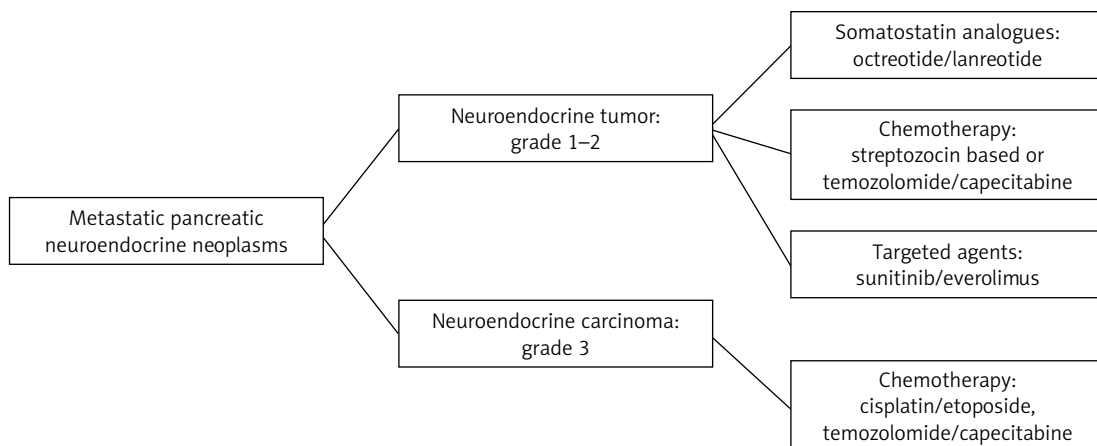 Metastatic pancreatic
neuroendocrine neoplasms
Neuroendocrine tumor:
grade 1–2
Neuroendocrine carcinoma:
grade 3
Somatostatin analogues:
octreotide/lanreotide
Chemotherapy:
streptozocin based or
temozolomide/capecitabine
Targeted agents:
sunitinib/everolimus
Chemotherapy:
cisplatin/etoposide,
temozolomide/capecitabine